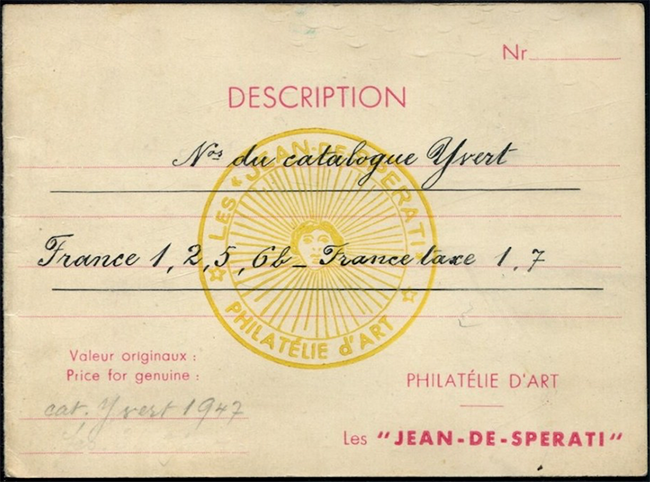 Nr
DESCRIPTION
Nos du catalogue Yvert
LES "JEAN-DE-SPERATI"
France 1, 2, 5, 6b – France taxe 1, 7
PHILATÉLIE d'ART
Valeur originaux :
Price for genuine :
cat. Yvert 1947
PHILATÉLIE D'ART
Les "JEAN-DE-SPERATI"